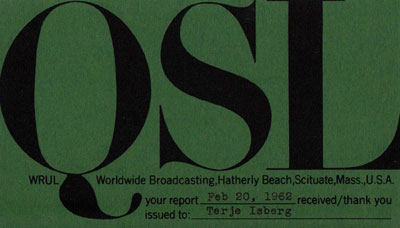 QSL
WRUL Worldwide Broadcasting,Hatherly Beach,Scituate,Mass.,U.S.A.
your report Feb 20, 1962 received/thank you
issued to: Terje Isberg